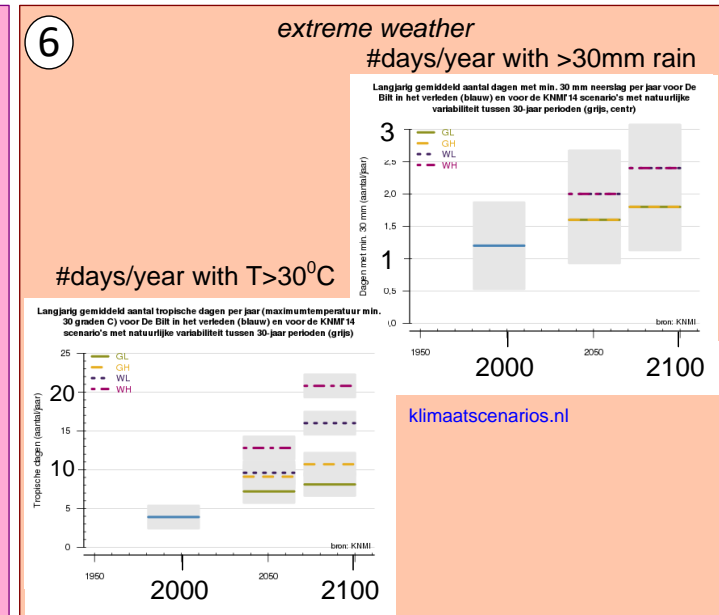 6
extreme weather
#days/year with >30mm rain
Langjarig gemiddeld aantal dagen met min. 30 mm neerslag per jaar voor De
Bilt in het verleden (blauw) en voor de KNMI'14 scenario's met natuurlijke
variabiliteit tussen 30-jaar perioden (grijs, centr)
Dagen met min. 30 mm (aantal/jaar)
3
2,5
2,0
1,5
1
0,5
0,0
GL
GH
WL
WH
bron: KNMI
1950
2000
2050
2100
#days/year with T>30⁰C
Langjarig gemiddeld aantal tropische dagen per jaar (maximumtemperatuur min.
30 graden C) voor De Bilt in het verleden (blauw) en voor de KNMI'14
scenario's met natuurlijke variabiliteit tussen 30-jaar perioden (grijs)
Tropische dagen (aantal/jaar)
25
20
15
10
5
0
GL
GH
WL
WH
bron: KNMI
1950
2000
2050
2100
klimaatscenarios.nl